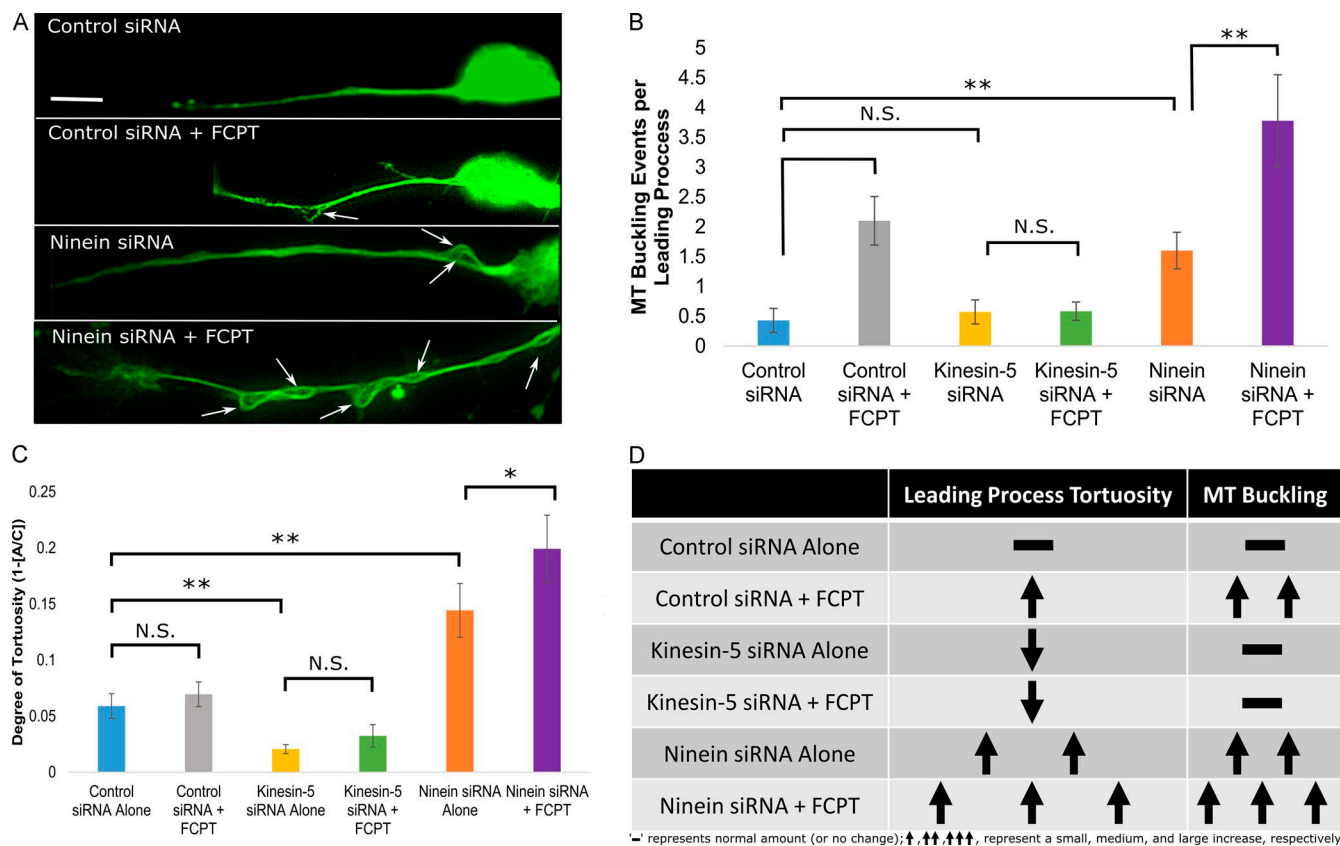 A
Control siRNA
Control siRNA + FCPT
Ninein siRNA
Ninein siRNA + FCPT
B
MT Buckling Events per
Leading Proccess
5
4.5
4
3.5
3
2.5
2
1.5
1
0.5
0
**
**
N.S.
N.S.
Control
siRNA
Control
siRNA +
FCPT
Kinesin-5
siRNA
Kinesin-5
siRNA +
FCPT
Ninein
siRNA
Ninein
siRNA +
FCPT
C
Degree of Tortuosity (1-[A/C])
0.25
0.2
0.15
0.1
0.05
0
*
**
**
N.S.
N.S.
Control
siRNA Alone
Control
siRNA +
FCPT
Kinesin-5
siRNA Alone
Kinesin-5
siRNA +
FCPT
Ninein siRNA
Alone
Ninein siRNA
+ FCPT
D
Leading Process Tortuosity MT Buckling
Control siRNA Alone
Control siRNA + FCPT
Kinesin-5 siRNA Alone
Kinesin-5 siRNA + FCPT
Ninein siRNA Alone
Ninein siRNA + FCPT
'-' represents normal amount (or no change); ↑, ↑↑, ↑↑↑, represent a small, medium, and large increase, respectively